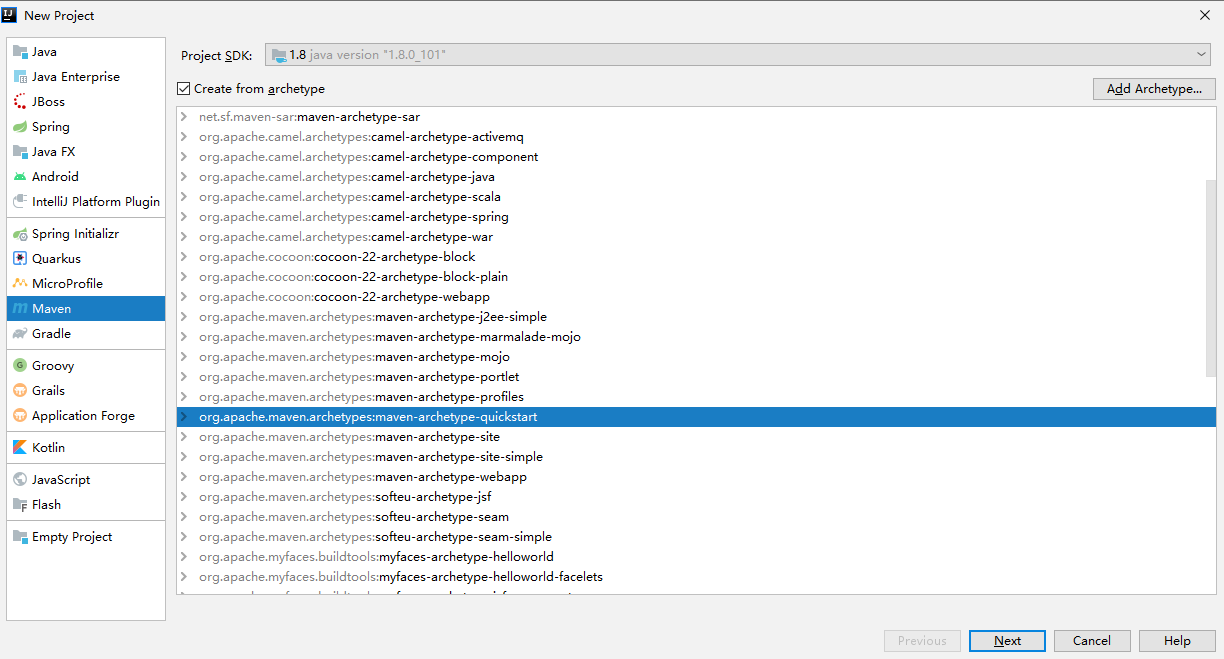 New Project
Java
Java Enterprise
JBoss
Spring
Java FX
Android
IntelliJ Platform Plugin
Spring Initializr
Quarkus
MicroProfile
Maven
Gradle
Groovy
Grails
Application Forge
Kotlin
JavaScript
Flash
Empty Project
Project SDK: 1.8 java version "1.8.0_101"
Create from archetype
Add Archetype...
net.sf.maven-sar:maven-archetype-sar
org.apache.camel.archetypes:camel-archetype-activemq
org.apache.camel.archetypes:camel-archetype-component
org.apache.camel.archetypes:camel-archetype-java
org.apache.camel.archetypes:camel-archetype-scala
org.apache.camel.archetypes:camel-archetype-spring
org.apache.camel.archetypes:camel-archetype-war
org.apache.cocoon:cocoon-22-archetype-block
org.apache.cocoon:cocoon-22-archetype-block-plain
org.apache.cocoon:cocoon-22-archetype-webapp
org.apache.maven.archetypes:maven-archetype-j2ee-simple
org.apache.maven.archetypes:maven-archetype-marmalade-mojo
org.apache.maven.archetypes:maven-archetype-mojo
org.apache.maven.archetypes:maven-archetype-portlet
org.apache.maven.archetypes:maven-archetype-profiles
org.apache.maven.archetypes:maven-archetype-quickstart
org.apache.maven.archetypes:maven-archetype-site
org.apache.maven.archetypes:maven-archetype-site-simple
org.apache.maven.archetypes:maven-archetype-webapp
org.apache.maven.archetypes:softeu-archetype-jsf
org.apache.maven.archetypes:softeu-archetype-seam
org.apache.maven.archetypes:softeu-archetype-seam-simple
org.apache.myfaces.buildtools:myfaces-archetype-helloworld
org.apache.myfaces.buildtools:myfaces-archetype-helloworld-facelets
Previous
Next
Cancel
Help